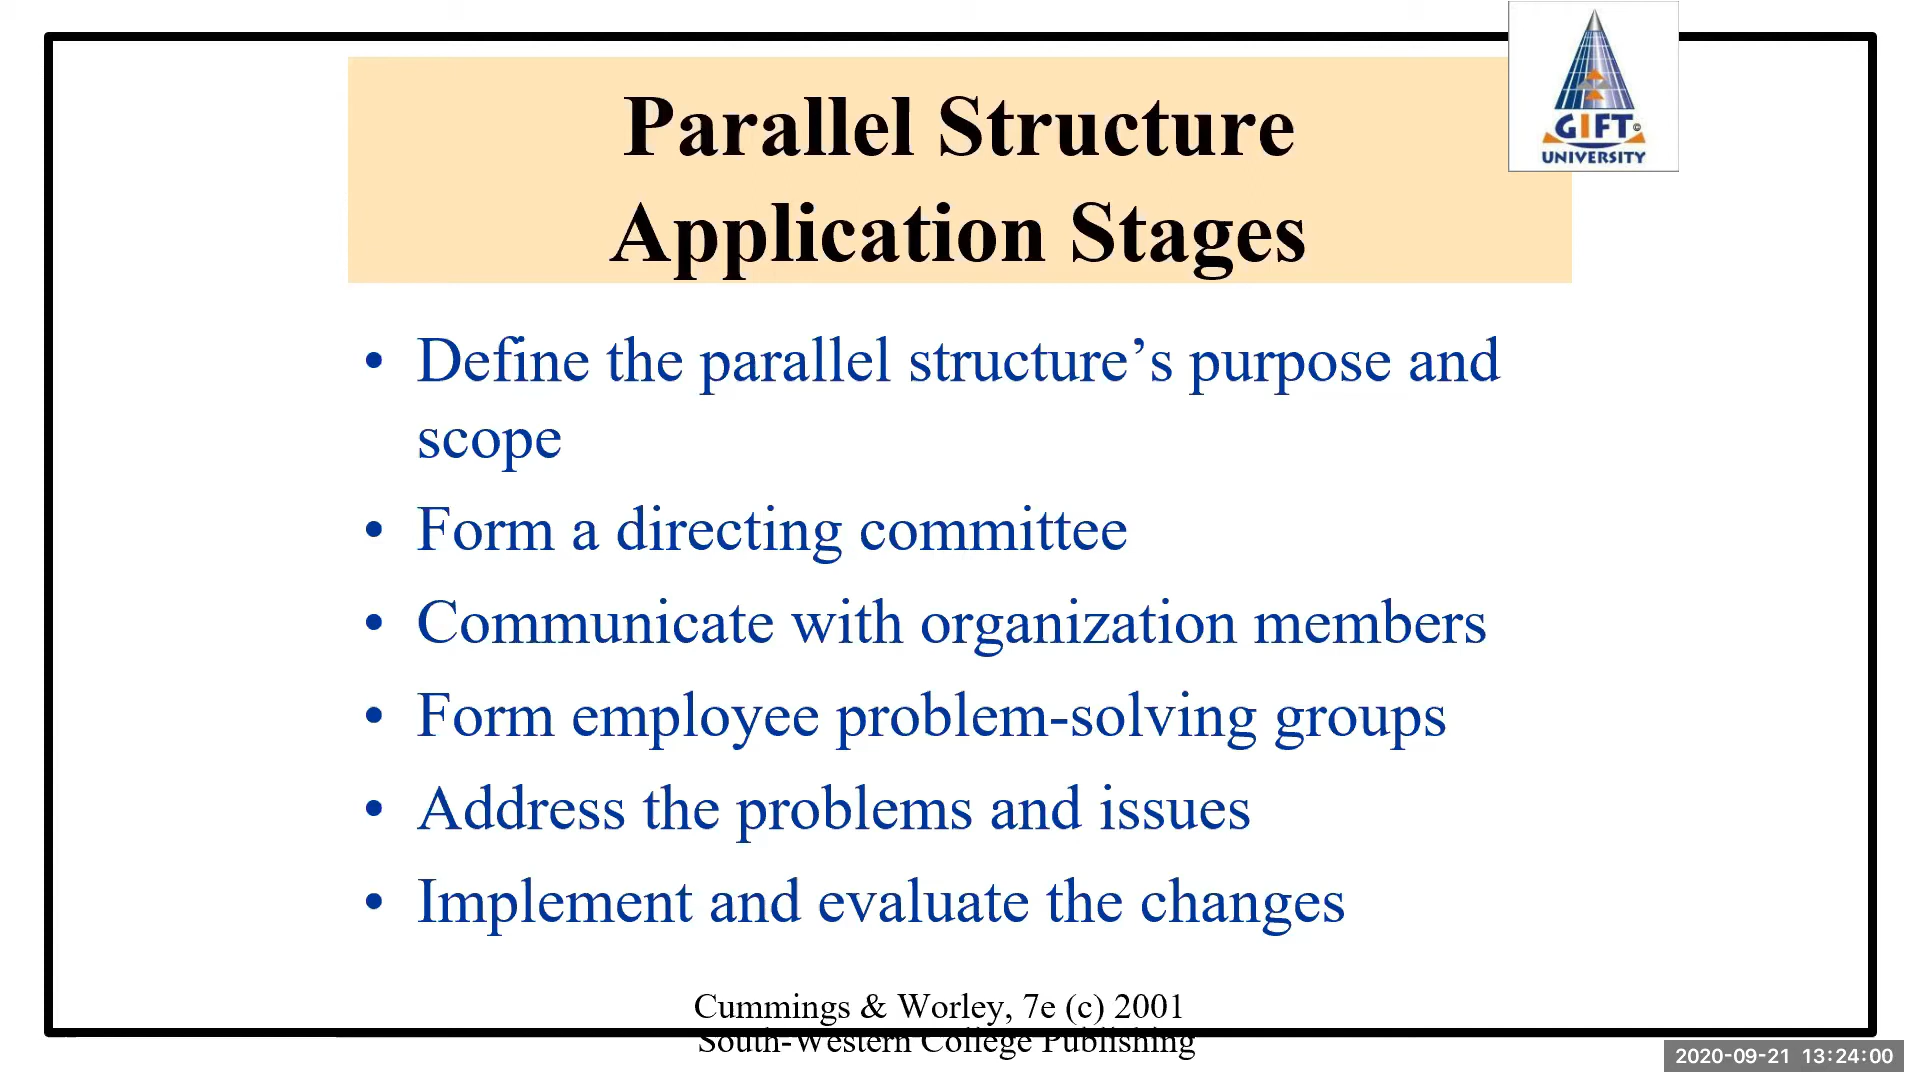 Parallel Structure
Application Stages
GIFT©
UNIVERSITY
• Define the parallel structure’s purpose and
scope
• Form a directing committee
• Communicate with organization members
• Form employee problem-solving groups
• Address the problems and issues
• Implement and evaluate the changes
Cummings & Worley, 7e (c) 2001
South-Western College Publishing
2020-09-21 13:24:00